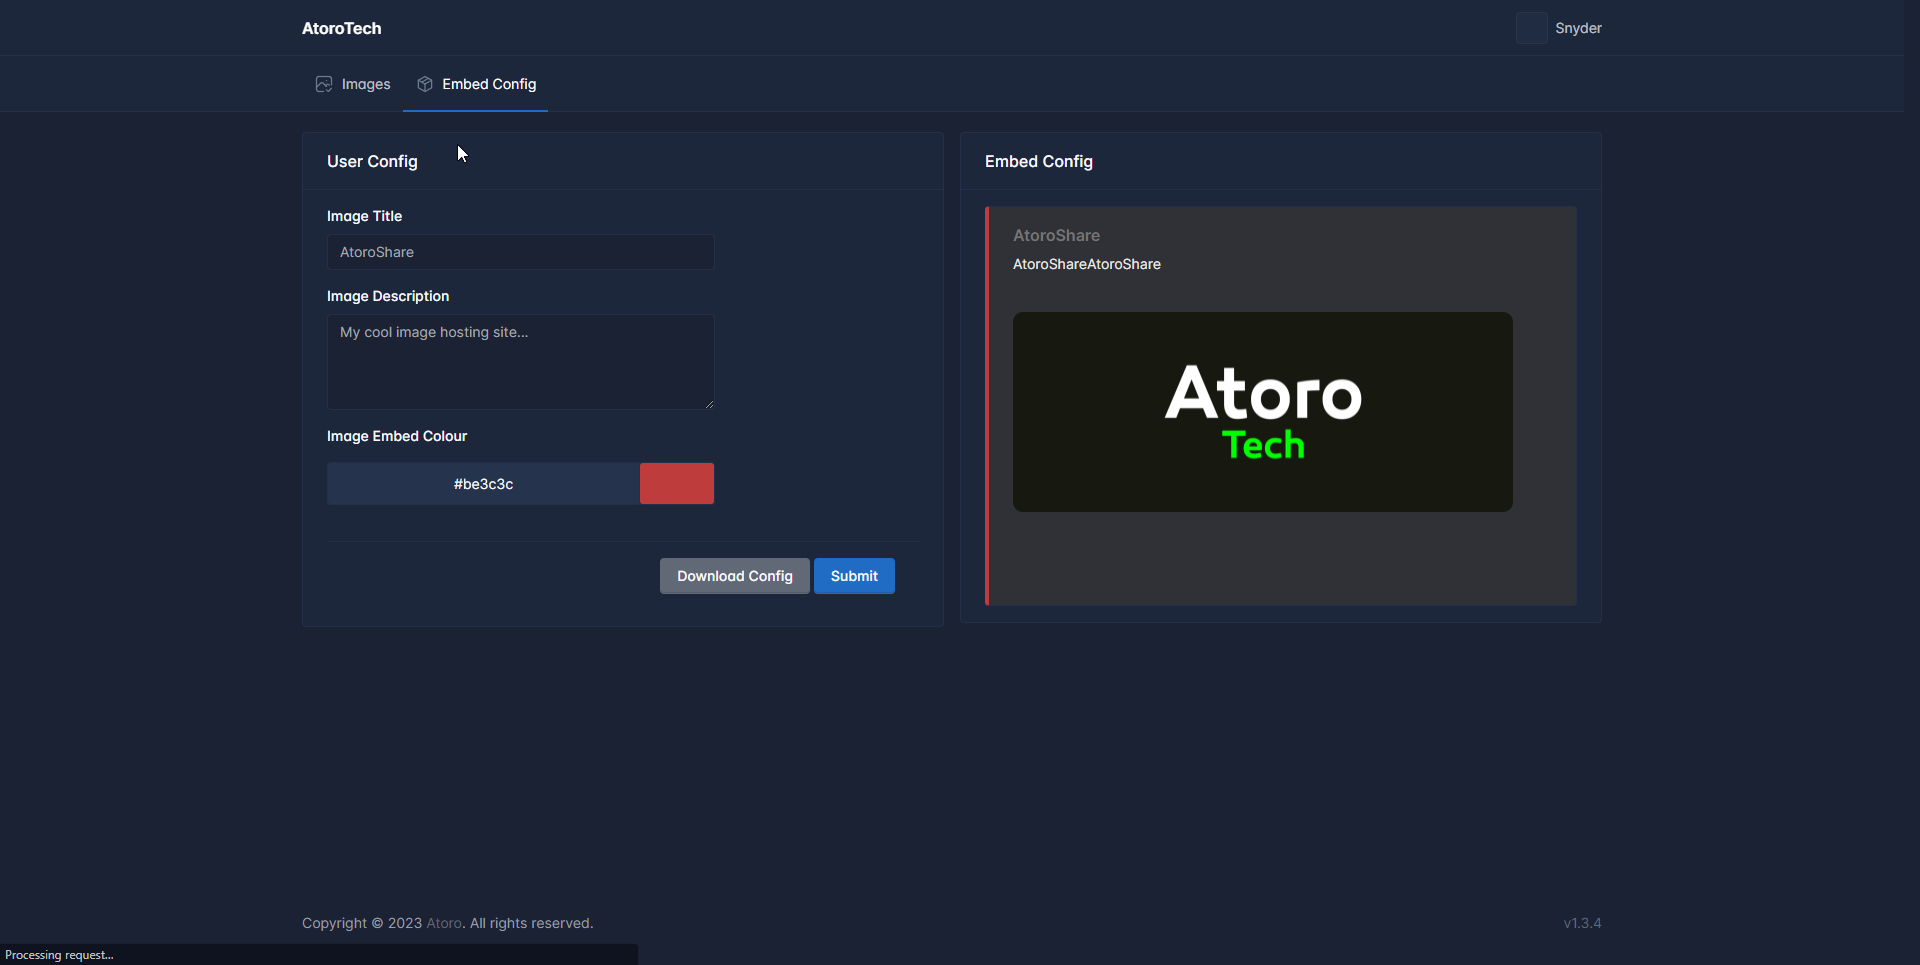 AtoroTech
Snyder
Images
Embed Config
User Config
Image Title
AtoroShare
Image Description
My cool image hosting site...
Image Embed Colour
#be3c3c
Download Config
Submit
Embed Config
AtoroShare
AtoroShareAtoroShare
Atoro
Tech
Copyright © 2023 Atoro. All rights reserved.
v1.3.4
Processing request...